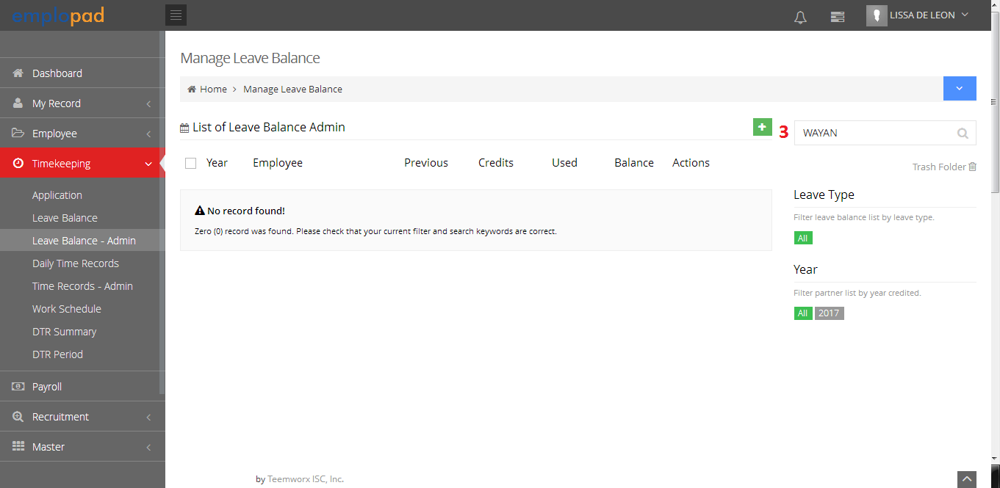 emplopad
LISSA DE LEON
Dashboard
My Record
Employee
Timekeeping
Application
Leave Balance
Leave Balance - Admin
Daily Time Records
Time Records - Admin
Work Schedule
DTR Summary
DTR Period
Payroll
Recruitment
Master
Manage Leave Balance
Home > Manage Leave Balance
List of Leave Balance Admin
Year Employee Previous Credits Used Balance Actions
No record found!
Zero (0) record was found. Please check that your current filter and search keywords are correct.
3 WAYAN
Trash Folder
Leave Type
Filter leave balance list by leave type.
All
Year
Filter partner list by year credited.
All 2017
by Teemworx ISC, Inc.